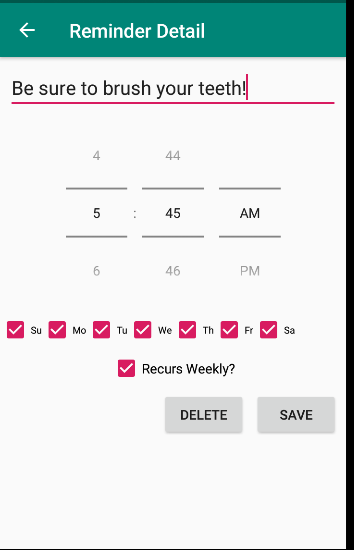 Reminder Detail
Be sure to brush your teeth!
4 44
5 : 45 AM
6 46 PM
Su Mo Tu We Th Fr Sa
Recurs Weekly?
DELETE SAVE